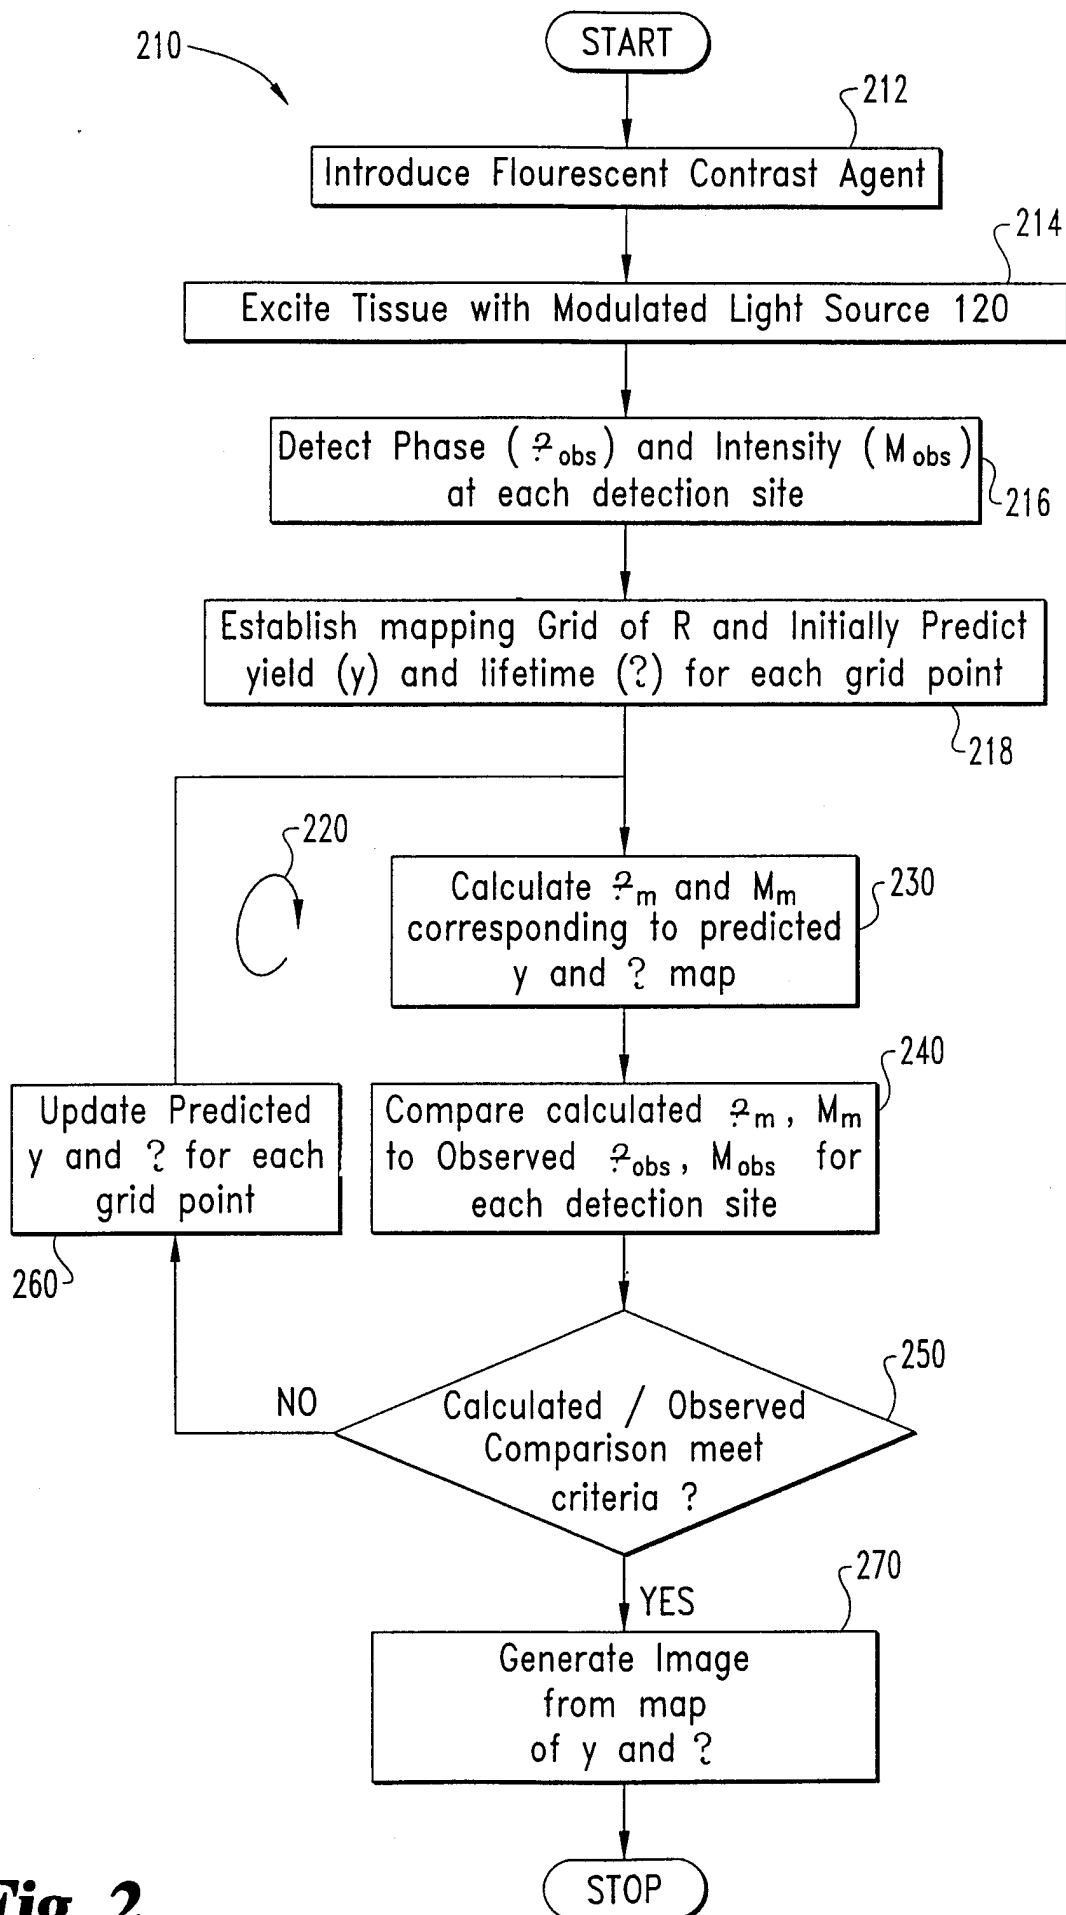 START
210
212
Introduce Flourescent Contrast Agent
214
Excite Tissue with Modulated Light Source 120
Detect Phase (?obs) and Intensity (Mobs)
at each detection site
216
Establish mapping Grid of R and Initially Predict
yield (y) and lifetime (?) for each grid point
218
220
Calculate ?m and Mm
corresponding to predicted
y and ? map
230
240
Compare calculated ?m, Mm
to Observed ?obs, Mobs for
each detection site
Update Predicted
y and ? for each
grid point
260
250
NO
Calculated / Observed
Comparison meet
criteria ?
270
YES
Generate Image
from map
of y and ?
STOP
Fig. 2